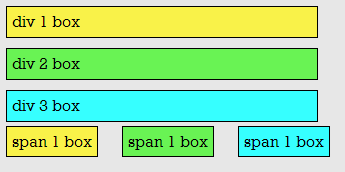 div 1 box
div 2 box
div 3 box
span 1 box span 1 box span 1 box